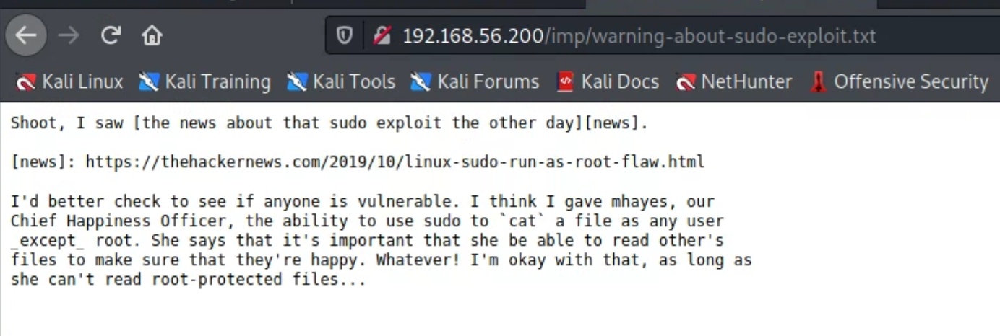 192.168.56.200/imp/warning-about-sudo-exploit.txt
Kali Linux Kali Training Kali Tools Kali Forums Kali Docs NetHunter Offensive Security
Shoot, I saw [the news about that sudo exploit the other day][news].
[news]: https://thehackernews.com/2019/10/linux-sudo-run-as-root-flaw.html
I'd better check to see if anyone is vulnerable. I think I gave mhayes, our
Chief Happiness Officer, the ability to use sudo to `cat` a file as any user
_except_ root. She says that it's important that she be able to read other's
files to make sure that they're happy. Whatever! I'm okay with that, as long as
she can't read root-protected files...